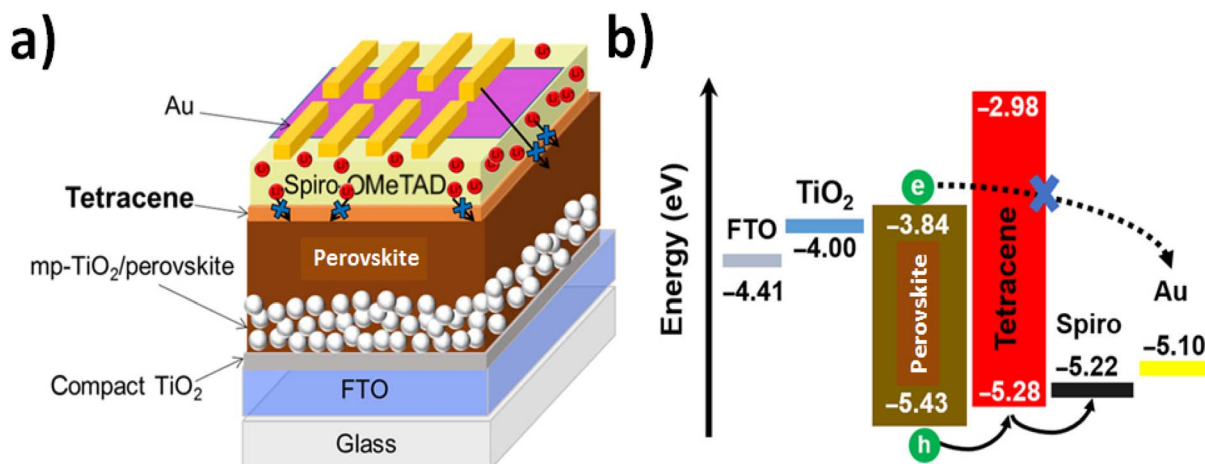 a)
Au
Li⁺
Spiro-OMeTAD
Tetracene
Perovskite
mp-TiO₂/perovskite
Compact TiO₂
FTO
Glass
b)
Energy (eV)
FTO
−4.41
TiO₂
−4.00
e
−3.84
Perovskite
−5.43
h
−2.98
Tetracene
−5.28
Spiro
−5.22
Au
−5.10